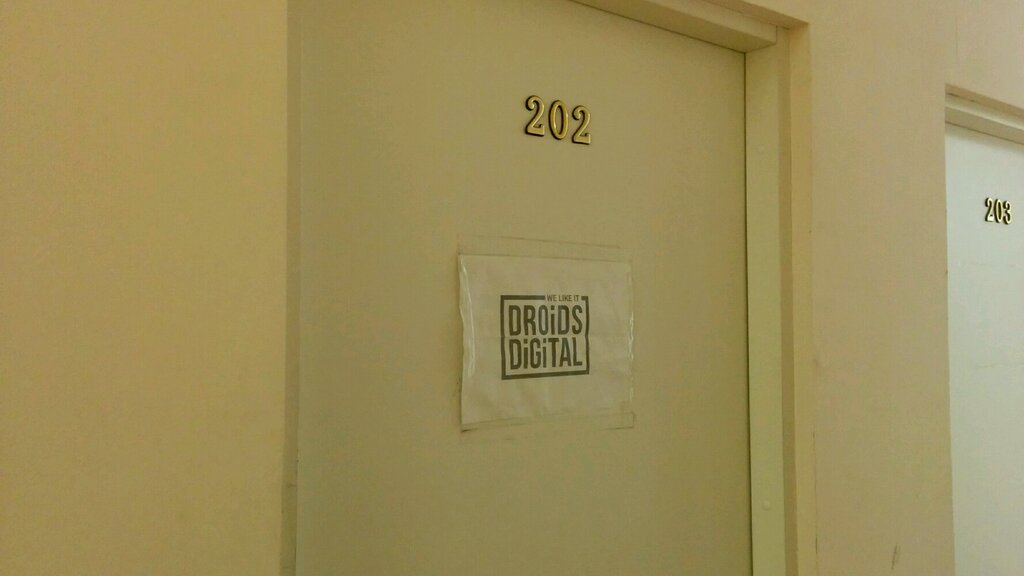 202
203
WE LIKE IT
DROiDS
DiGiTAL